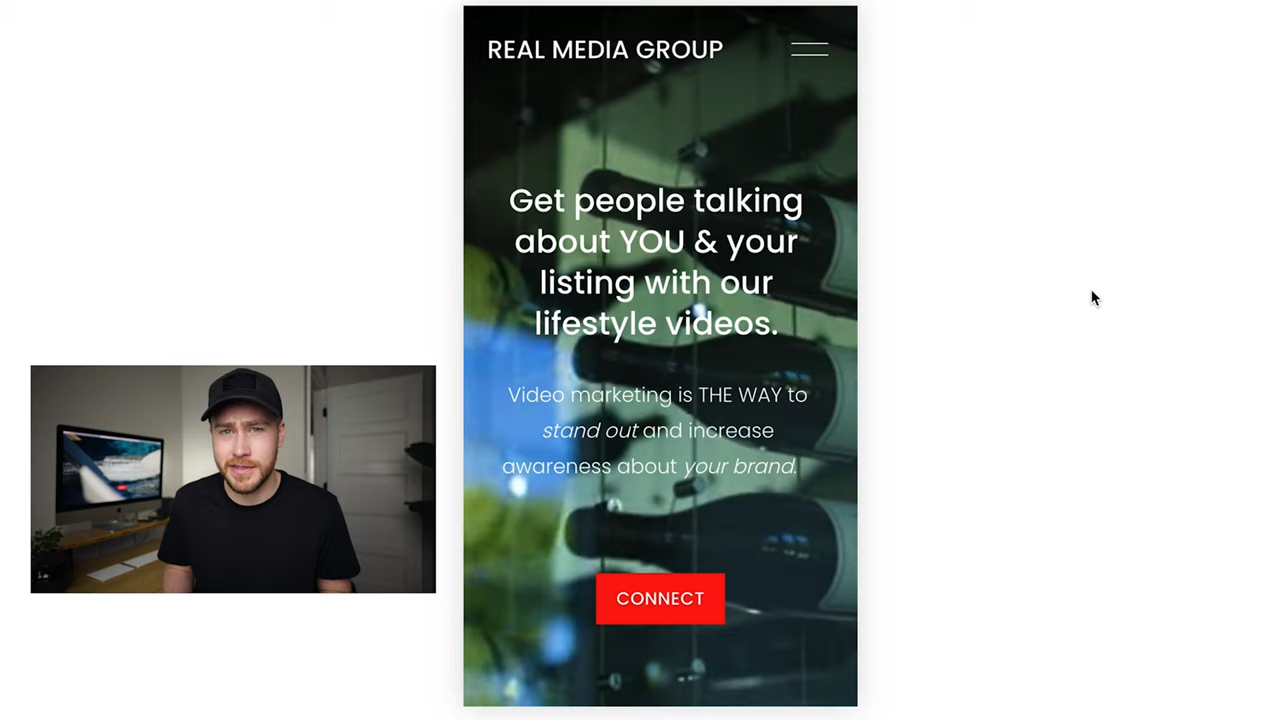 REAL MEDIA GROUP
Get people talking
about YOU & your
listing with our
lifestyle videos.
Video marketing is THE WAY to
stand out and increase
awareness about your brand.
CONNECT